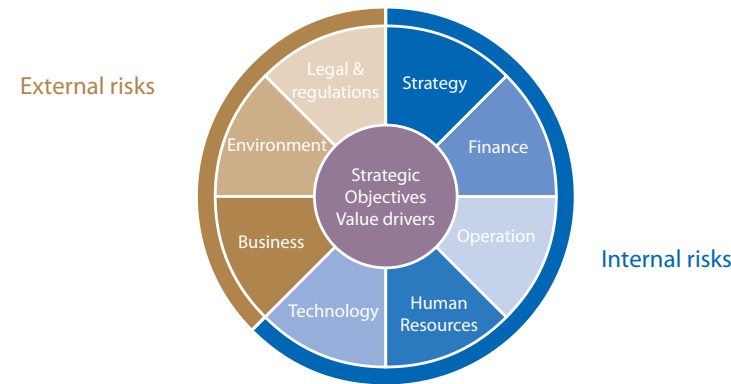 External risks
Legal &
regulations
Strategy
Environment
Finance
Strategic
Objectives
Value drivers
Business
Operation
Internal risks
Technology
Human
Resources